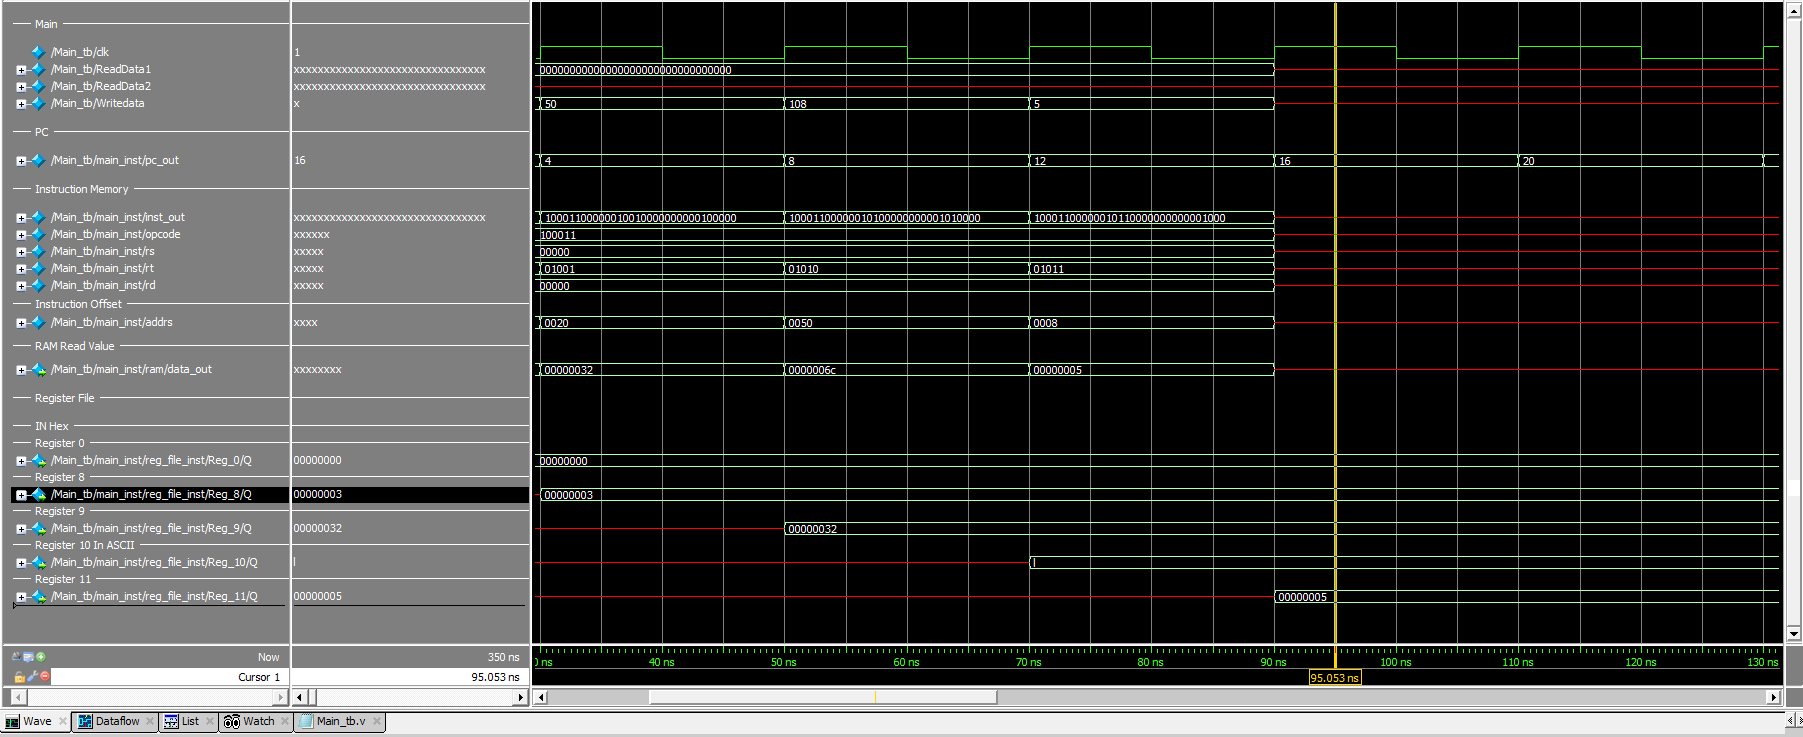 Main
/Main_tb/clk 1
/Main_tb/ReadData1 xxxxxxxxxxxxxxxxxxxxxxxxxxxxxxxx 00000000000000000000000000000000
/Main_tb/ReadData2 xxxxxxxxxxxxxxxxxxxxxxxxxxxxxxxx
/Main_tb/Writedata x 50 108 5
PC
/Main_tb/main_inst/pc_out 16 4 8 12 16 20
Instruction Memory
/Main_tb/main_inst/inst_out xxxxxxxxxxxxxxxxxxxxxxxxxxxxxxxx 10001100000010010000000000100000 10001100000010100000000001010000 10001100000010110000000000001000
/Main_tb/main_inst/opcode xxxxxx 100011
/Main_tb/main_inst/rs xxxxx 00000
/Main_tb/main_inst/rt xxxxx 01001 01010 01011
/Main_tb/main_inst/rd xxxxx 00000
Instruction Offset
/Main_tb/main_inst/addrs xxxx 0020 0050 0008
RAM Read Value
/Main_tb/main_inst/ram/data_out xxxxxxxx 00000032 0000006c 00000005
Register File
IN Hex
Register 0
/Main_tb/main_inst/reg_file_inst/Reg_0/Q 00000000 00000000
Register 8
/Main_tb/main_inst/reg_file_inst/Reg_8/Q 00000003 00000003
Register 9
/Main_tb/main_inst/reg_file_inst/Reg_9/Q 00000032 00000032
Register 10 In ASCII
/Main_tb/main_inst/reg_file_inst/Reg_10/Q l l
Register 11
/Main_tb/main_inst/reg_file_inst/Reg_11/Q 00000005 00000005
Now 350 ns 0 ns 40 ns 50 ns 60 ns 70 ns 80 ns 90 ns 100 ns 110 ns 120 ns 130 ns
Cursor 1 95.053 ns 95.053 ns
Wave Dataflow List Watch Main_tb.v